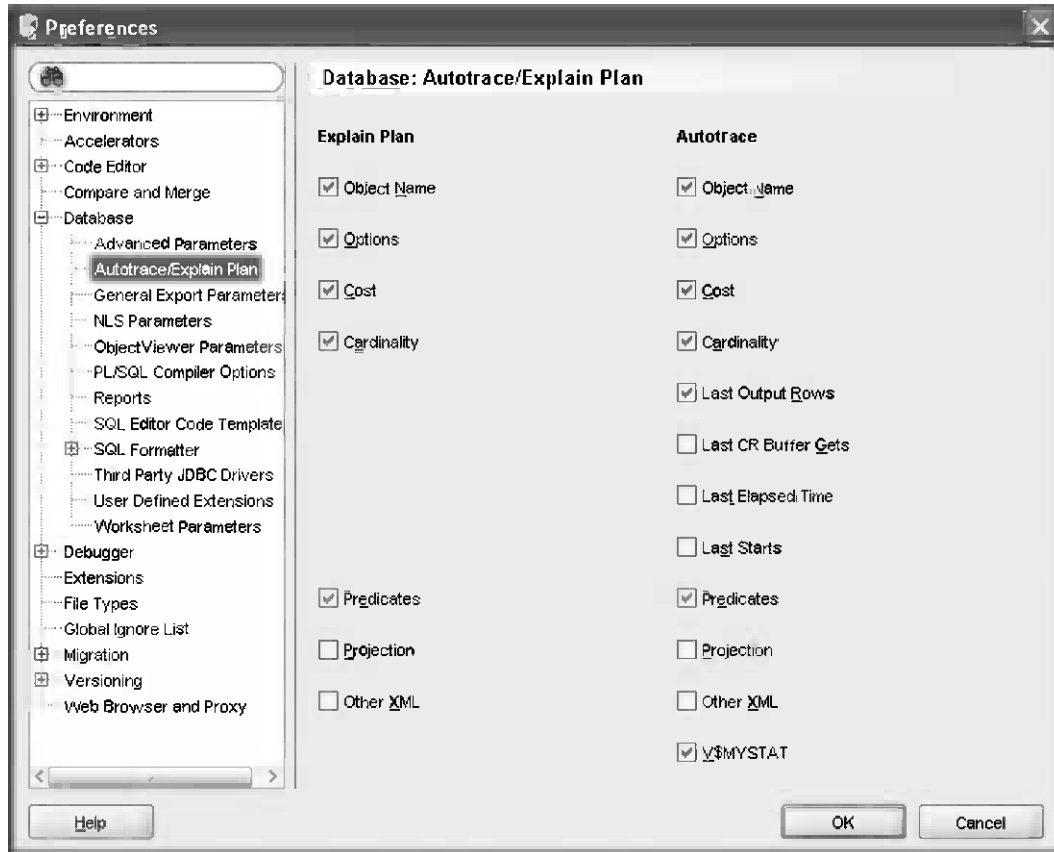 Preferences
Database: Autotrace/Explain Plan
Environment
Accelerators
Code Editor
Compare and Merge
Database
Advanced Parameters
Autotrace/Explain Plan
General Export Parameters
NLS Parameters
ObjectViewer Parameters
PL/SQL Compiler Options
Reports
SQL Editor Code Template
SQL Formatter
Third Party JDBC Drivers
User Defined Extensions
Worksheet Parameters
Debugger
Extensions
File Types
Global Ignore List
Migration
Versioning
Web Browser and Proxy
Explain Plan
Object Name
Options
Cost
Cardinality
Predicates
Projection
Other XML
Autotrace
Object Name
Options
Cost
Cardinality
Last Output Rows
Last CR Buffer Gets
Last Elapsed Time
Last Starts
Predicates
Projection
Other XML
V$MYSTAT
Help
OK
Cancel